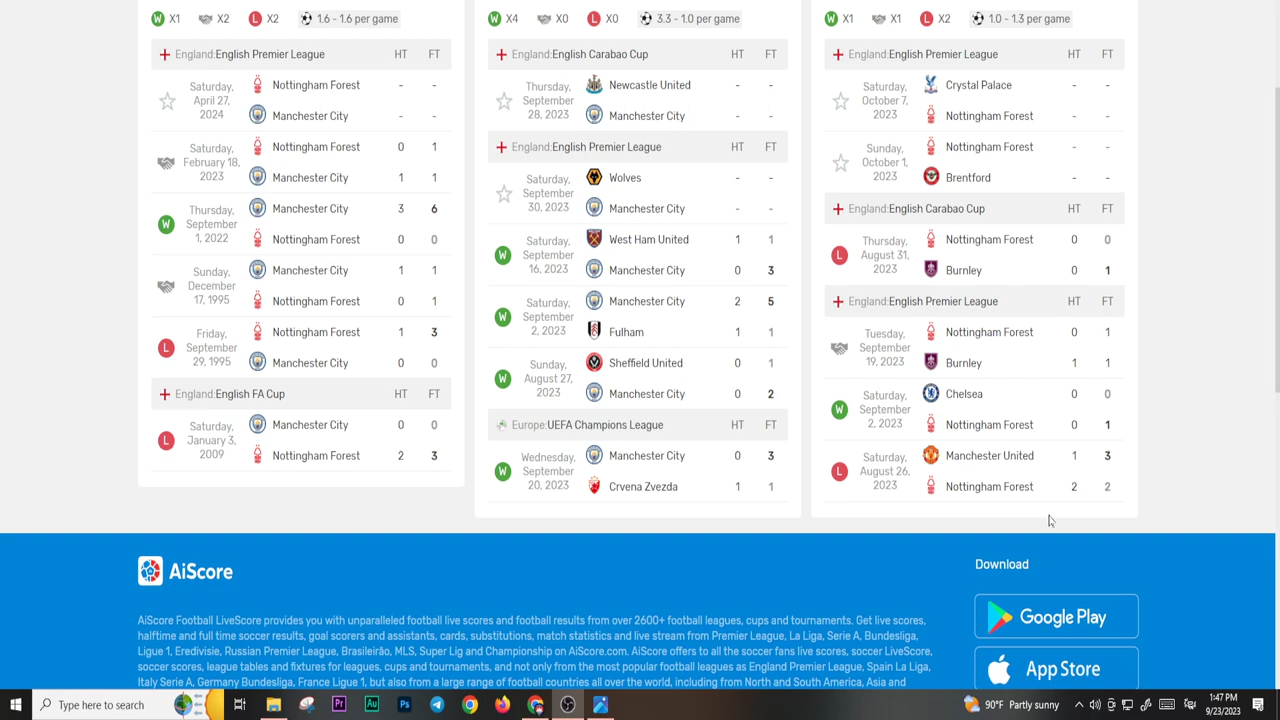 W X1 X2 L X2 1.6 - 1.6 per game
England:English Premier League HT FT
Saturday, April 27, 2024
Nottingham Forest - -
Manchester City - -
Saturday, February 18, 2023
Nottingham Forest 0 1
Manchester City 1 1
W
Thursday, September 1, 2022
Manchester City 3 6
Nottingham Forest 0 0
Sunday, December 17, 1995
Manchester City 1 1
Nottingham Forest 0 1
L
Friday, September 29, 1995
Nottingham Forest 1 3
Manchester City 0 0
England:English FA Cup HT FT
L
Saturday, January 3, 2009
Manchester City 0 0
Nottingham Forest 2 3
W X4 X0 L X0 3.3 - 1.0 per game
England:English Carabao Cup HT FT
Thursday, September 28, 2023
Newcastle United - -
Manchester City - -
England:English Premier League HT FT
Saturday, September 30, 2023
Wolves - -
Manchester City - -
W
Saturday, September 16, 2023
West Ham United 1 1
Manchester City 0 3
W
Saturday, September 2, 2023
Manchester City 2 5
Fulham 1 1
W
Sunday, August 27, 2023
Sheffield United 0 1
Manchester City 0 2
Europe:UEFA Champions League HT FT
W
Wednesday, September 20, 2023
Manchester City 0 3
Crvena Zvezda 1 1
W X1 X1 L X2 1.0 - 1.3 per game
England:English Premier League HT FT
Saturday, October 7, 2023
Crystal Palace - -
Nottingham Forest - -
Sunday, October 1, 2023
Nottingham Forest - -
Brentford - -
England:English Carabao Cup HT FT
L
Thursday, August 31, 2023
Nottingham Forest 0 0
Burnley 0 1
England:English Premier League HT FT
Tuesday, September 19, 2023
Nottingham Forest 0 1
Burnley 1 1
W
Saturday, September 2, 2023
Chelsea 0 0
Nottingham Forest 0 1
L
Saturday, August 26, 2023
Manchester United 1 3
Nottingham Forest 2 2
AiScore
AiScore Football LiveScore provides you with unparalleled football live scores and football results from over 2600+ football leagues, cups and tournaments. Get live scores,
halftime and full time soccer results, goal scorers and assistants, cards, substitutions, match statistics and live stream from Premier League, La Liga, Serie A, Bundesliga,
Ligue 1, Eredivisie, Russian Premier League, Brasileirão, MLS, Super Lig and Championship on AiScore.com. AiScore offers to all the soccer fans live scores, soccer LiveScore,
soccer scores, league tables and fixtures for leagues, cups and tournaments, and not only from the most popular football leagues as England Premier League, Spain La Liga,
Italy Serie A, Germany Bundesliga, France Ligue 1, but also from a large range of football countries all over the world, including from North and South America, Asia and
Download
Google Play
App Store
Type here to search
Pr
Au
Ps
90°F Partly sunny
1:47 PM
9/23/2023